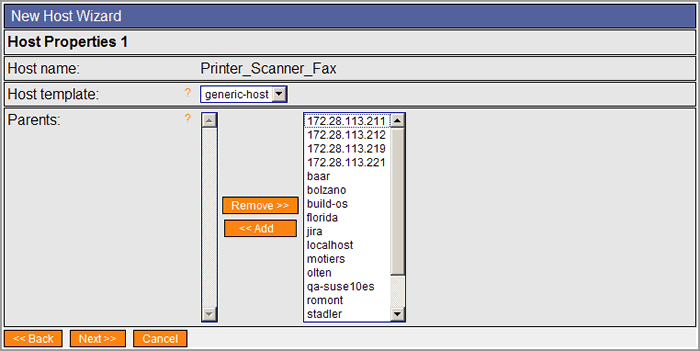 New Host Wizard
Host Properties 1
Host name: Printer_Scanner_Fax
Host template: ? generic-host
Parents: ?
172.28.113.211
172.28.113.212
172.28.113.219
172.28.113.221
baar
bolzano
build-os
florida
jira
localhost
motiers
olten
qa-suse10es
romont
stadler
Remove >>
<< Add
<< Back Next >> Cancel